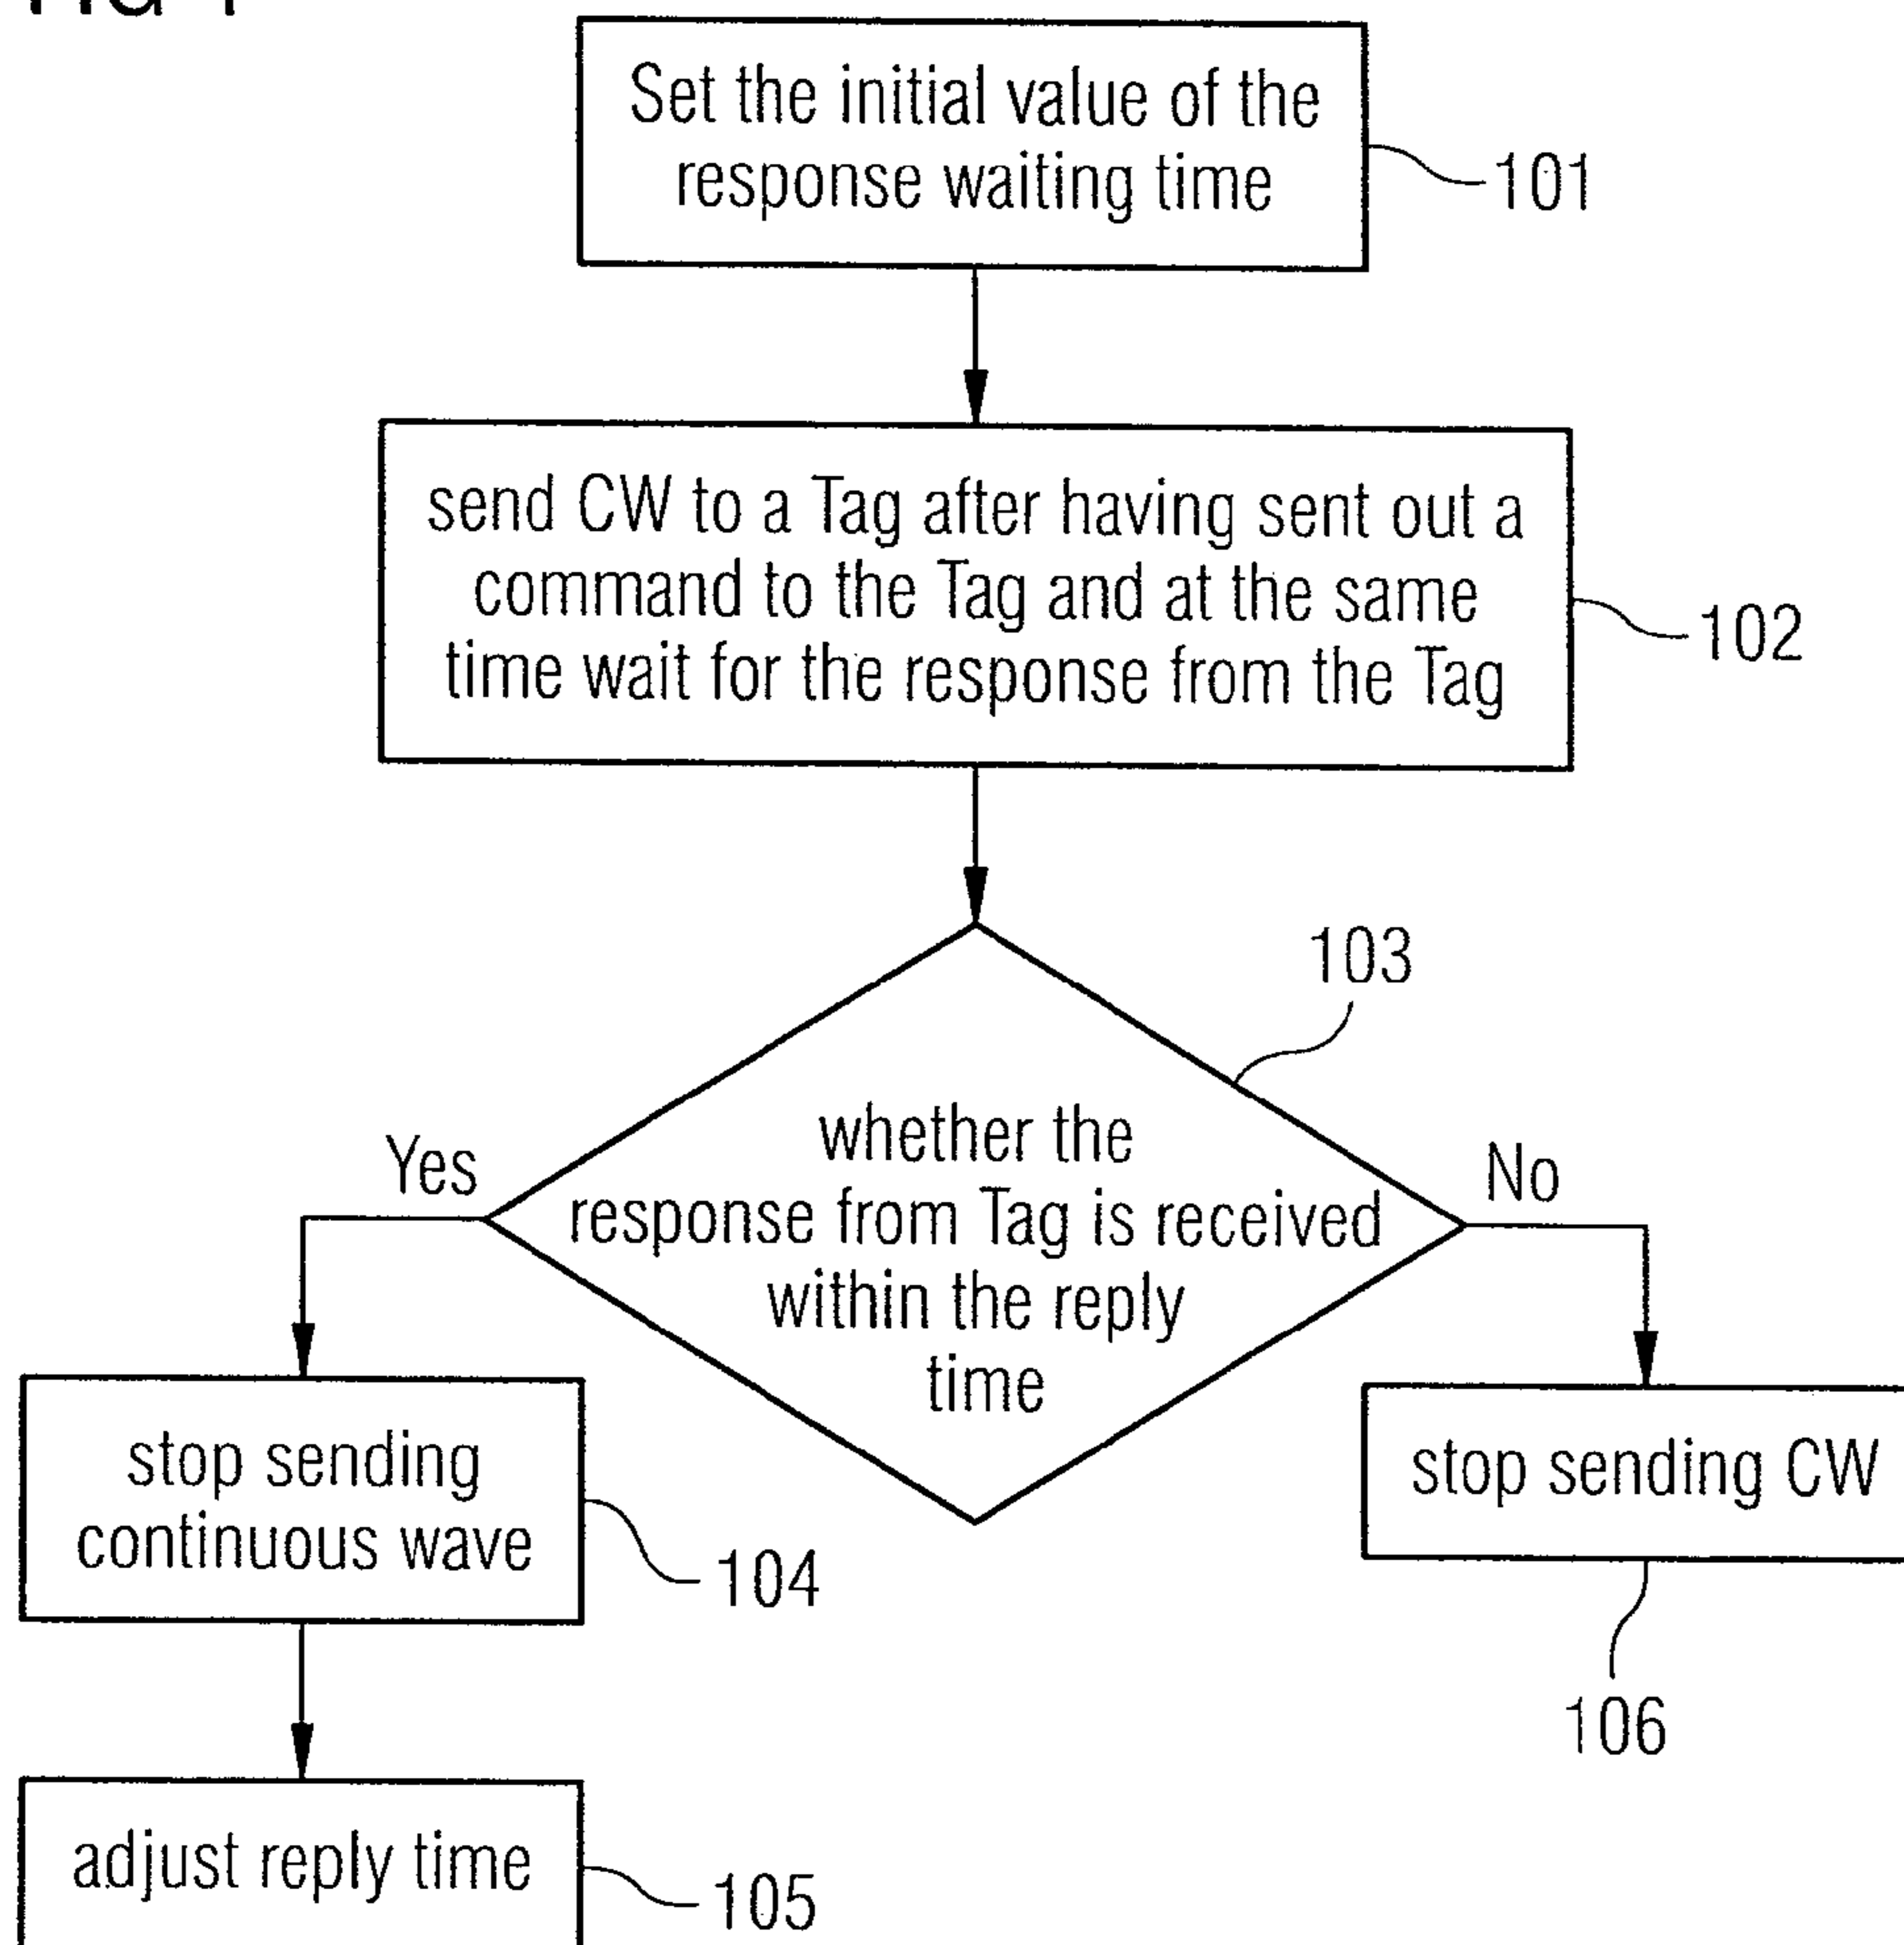 Set the initial value of the
response waiting time
101
send CW to a Tag after having sent out a
command to the Tag and at the same
time wait for the response from the Tag
102
103
whether the
response from Tag is received
within the reply
time
Yes
No
stop sending
continuous wave
104
stop sending CW
106
adjust reply time
105